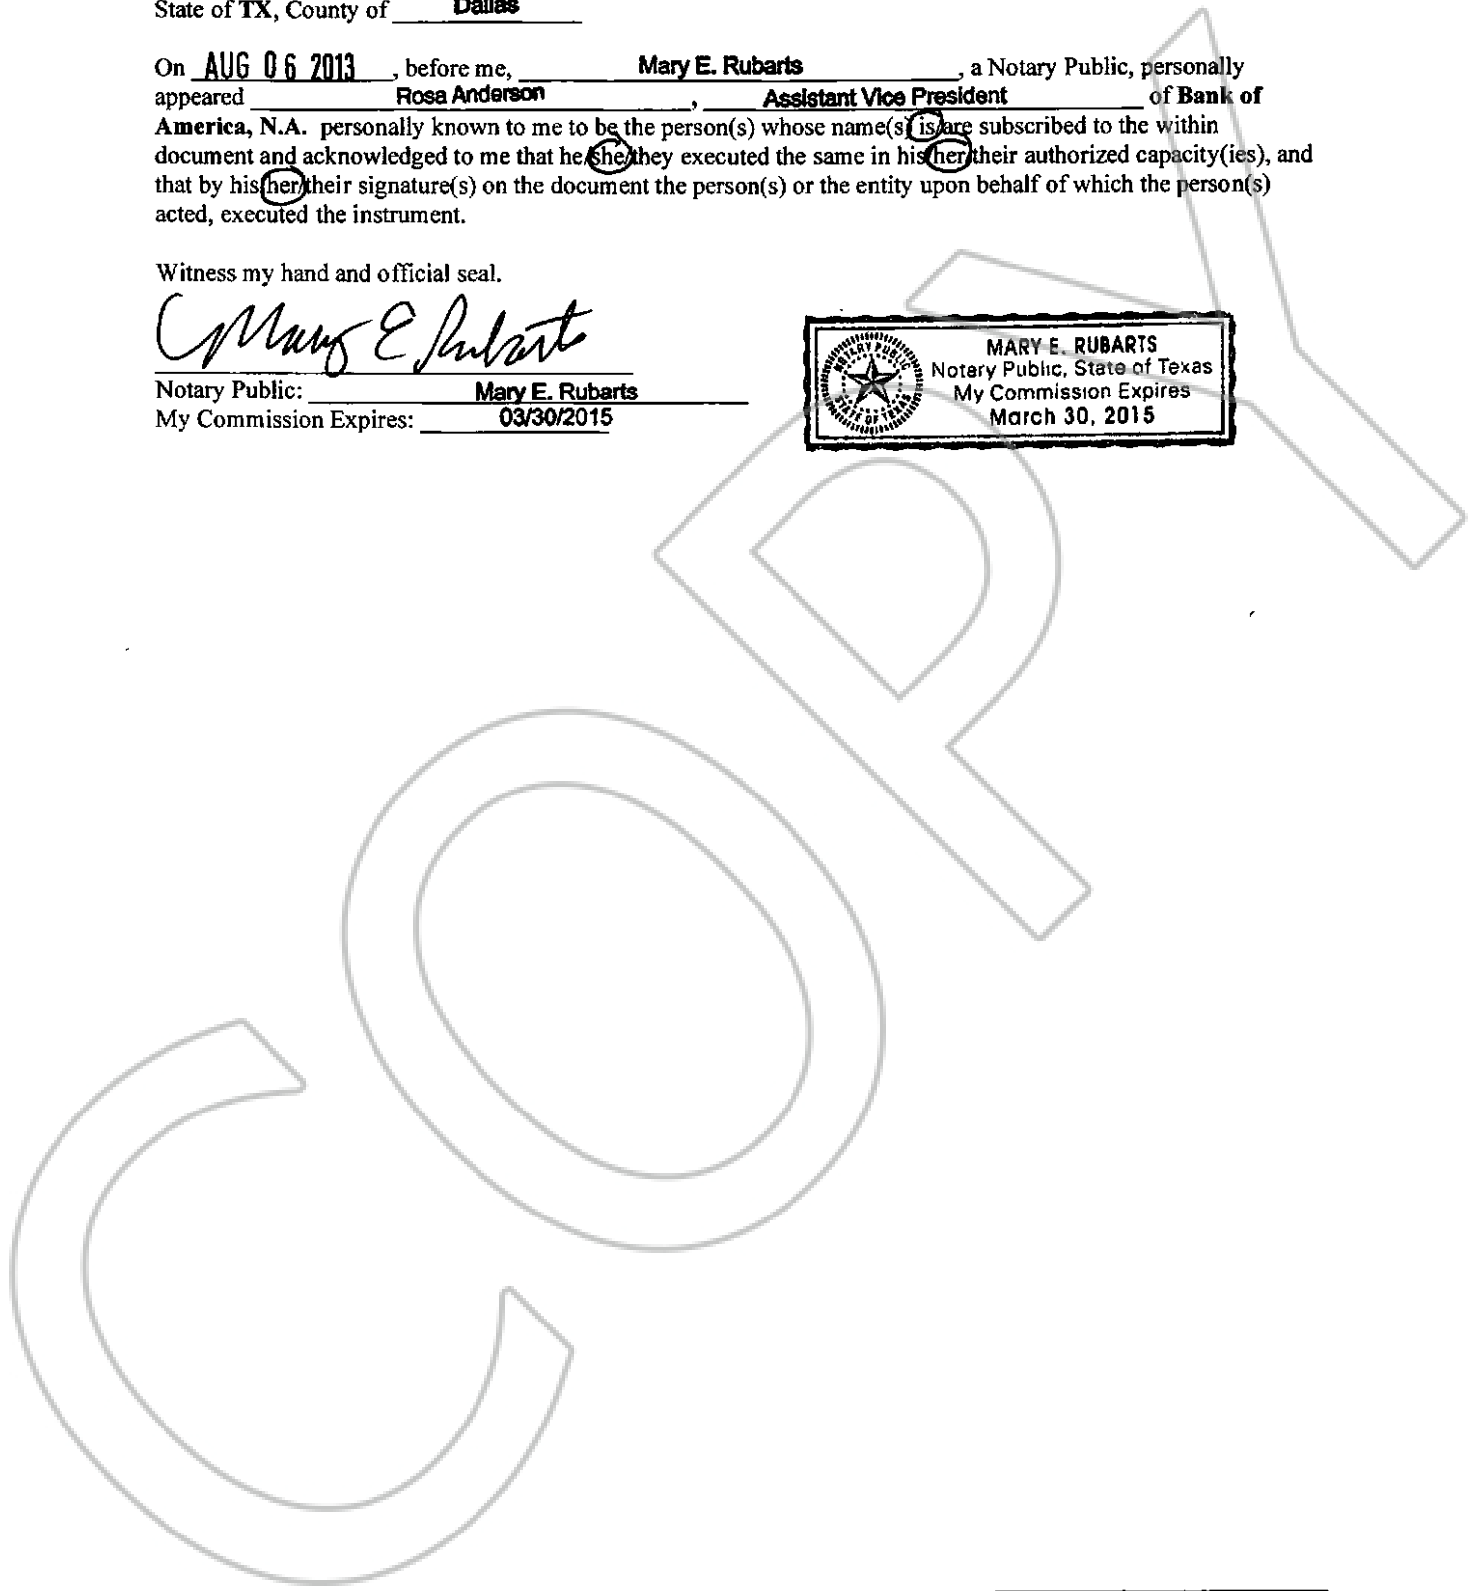 State of TX, County of Dallas
On AUG 06 2013, before me, Mary E. Rubarts, a Notary Public, personally
appeared Rosa Anderson, Assistant Vice President of Bank of
America, N.A. personally known to me to be the person(s) whose name(s) is/are subscribed to the within
document and acknowledged to me that he/she/they executed the same in his/her/their authorized capacity(ies), and
that by his/her/their signature(s) on the document the person(s) or the entity upon behalf of which the person(s)
acted, executed the instrument.
Witness my hand and official seal.
Mary E Rubarts
Notary Public: Mary E. Rubarts
My Commission Expires: 03/30/2015
NOTARY PUBLIC
STATE OF TEXAS
MARY E. RUBARTS
Notary Public, State of Texas
My Commission Expires
March 30, 2015
COPY